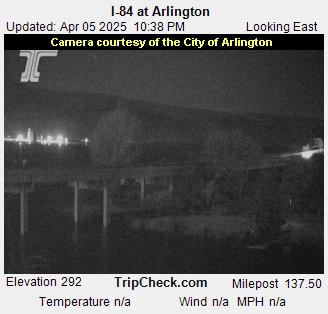 I-84 at Arlington
Updated: Apr 05 2025 10:38 PM Looking East
Camera courtesy of the City of Arlington
Elevation 292 TripCheck.com Milepost 137.50
Temperature n/a Wind n/a MPH n/a